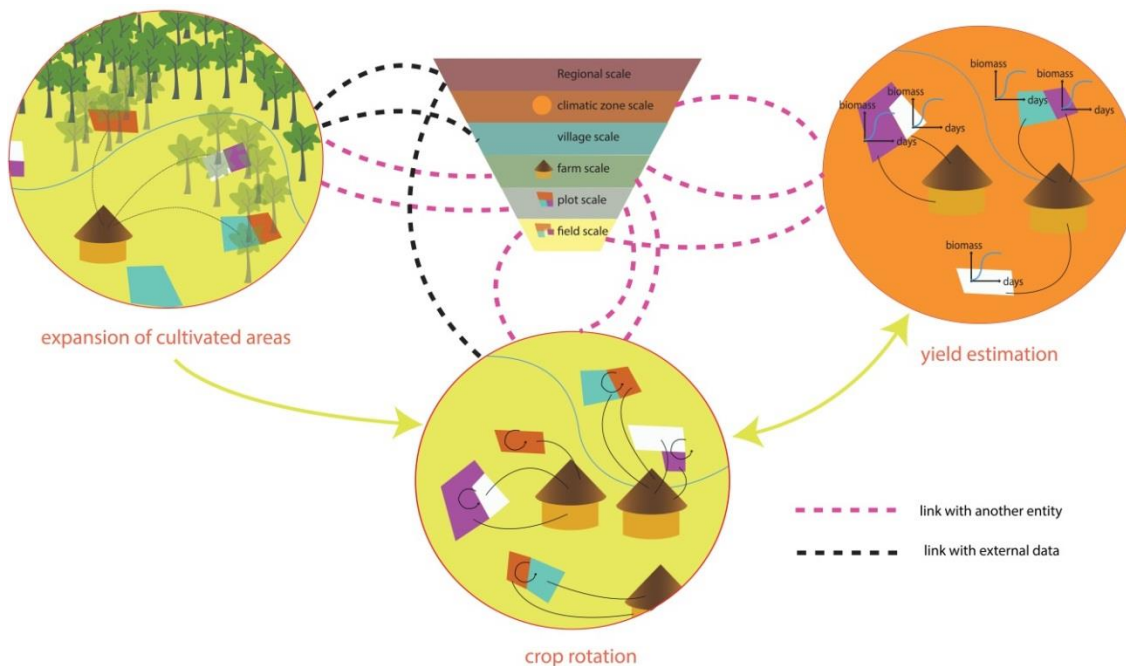 Regional scale
climatic zone scale
village scale
farm scale
plot scale
field scale
biomass
days
biomass
days
biomass
days
biomass
days
biomass
days
expansion of cultivated areas
yield estimation
link with another entity
link with external data
crop rotation